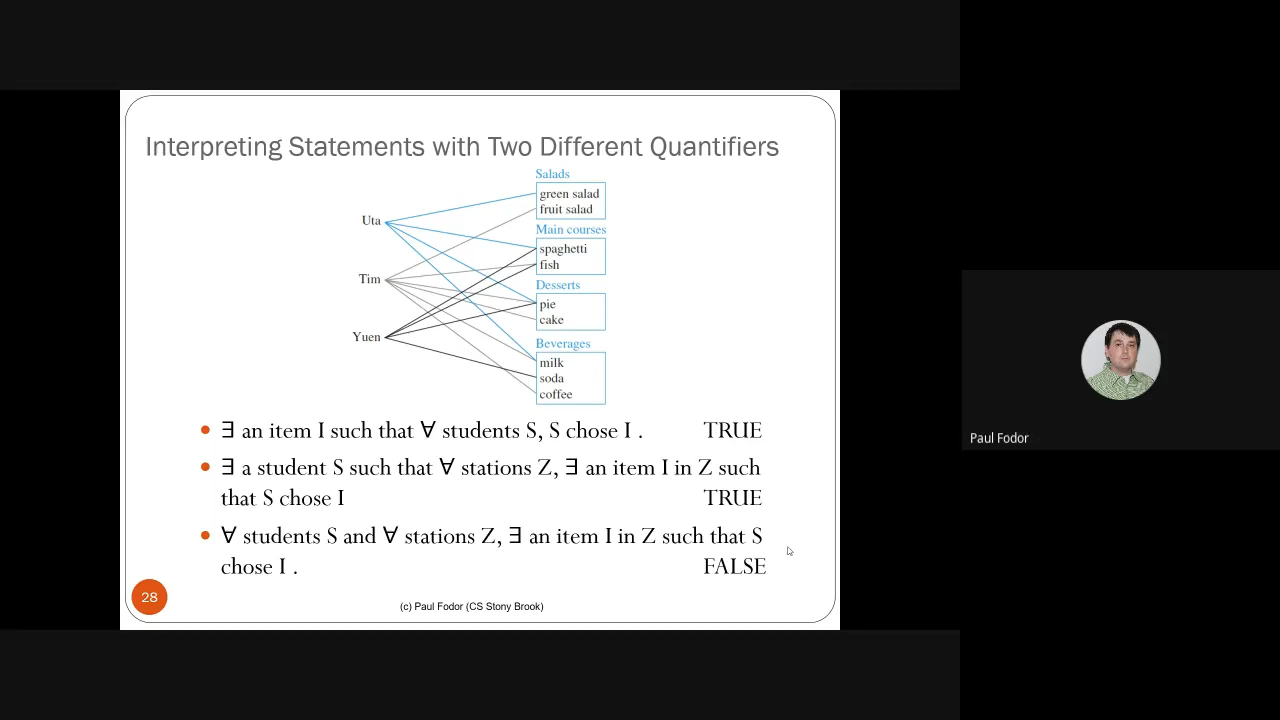 Interpreting Statements with Two Different Quantifiers
Salads
green salad
fruit salad
Uta
Main courses
spaghetti
fish
Tim
Desserts
pie
cake
Yuen
Beverages
milk
soda
coffee
• ∃ an item I such that ∀ students S, S chose I . TRUE
• ∃ a student S such that ∀ stations Z, ∃ an item I in Z such
that S chose I TRUE
• ∀ students S and ∀ stations Z, ∃ an item I in Z such that S
chose I . FALSE
28
(c) Paul Fodor (CS Stony Brook)
Paul Fodor